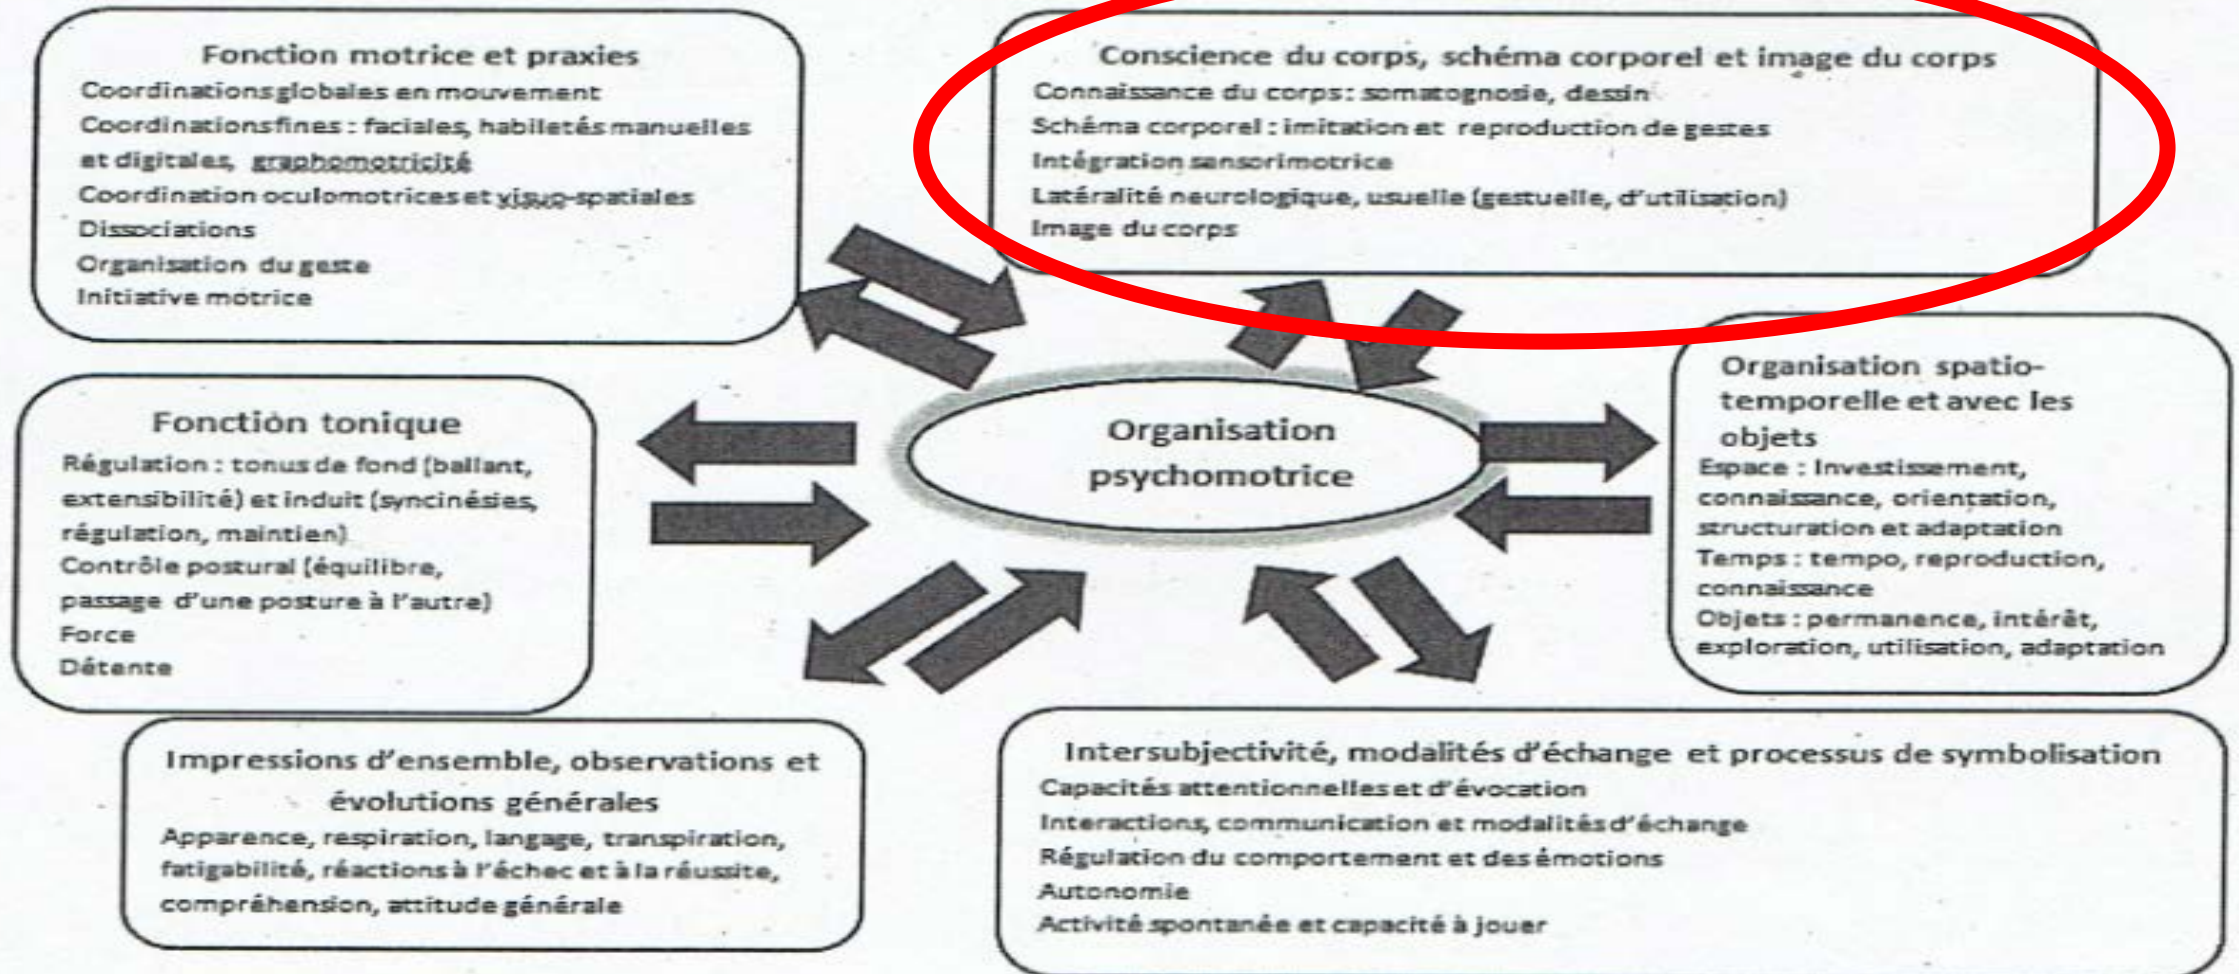 Fonction motrice et praxies
Coordinations globales en mouvement
Coordinations fines : faciales, habiletés manuelles
et digitales, graphomotricité
Coordination oculomotrices et visuo-spatiales
Dissociations
Organisation du geste
Initiative motrice
Conscience du corps, schéma corporel et image du corps
Connaissance du corps : somatognosie, dessin
Schéma corporel : imitation et reproduction de gestes
Intégration sensorimotrice
Latéralité neurologique, usuelle (gestuelle, d'utilisation)
Image du corps
Fonction tonique
Régulation : tonus de fond (ballant,
extensibilité) et induit (syncinésies,
régulation, maintien)
Contrôle postural (équilibre,
passage d'une posture à l'autre)
Force
Détente
Organisation
psychomotrice
Organisation spatio-
temporelle et avec les
objets
Espace : Investissement,
connaissance, orientation,
structuration et adaptation
Temps : tempo, reproduction,
connaissance
Objets : permanence, intérêt,
exploration, utilisation, adaptation
Impressions d'ensemble, observations et
évolutions générales
Apparence, respiration, langage, transpiration,
fatigabilité, réactions à l'échec et à la réussite,
compréhension, attitude générale
Intersubjectivité, modalités d'échange et processus de symbolisation
Capacités attentionnelles et d'évocation
Interactions, communication et modalités d'échange
Régulation du comportement et des émotions
Autonomie
Activité spontanée et capacité à jouer